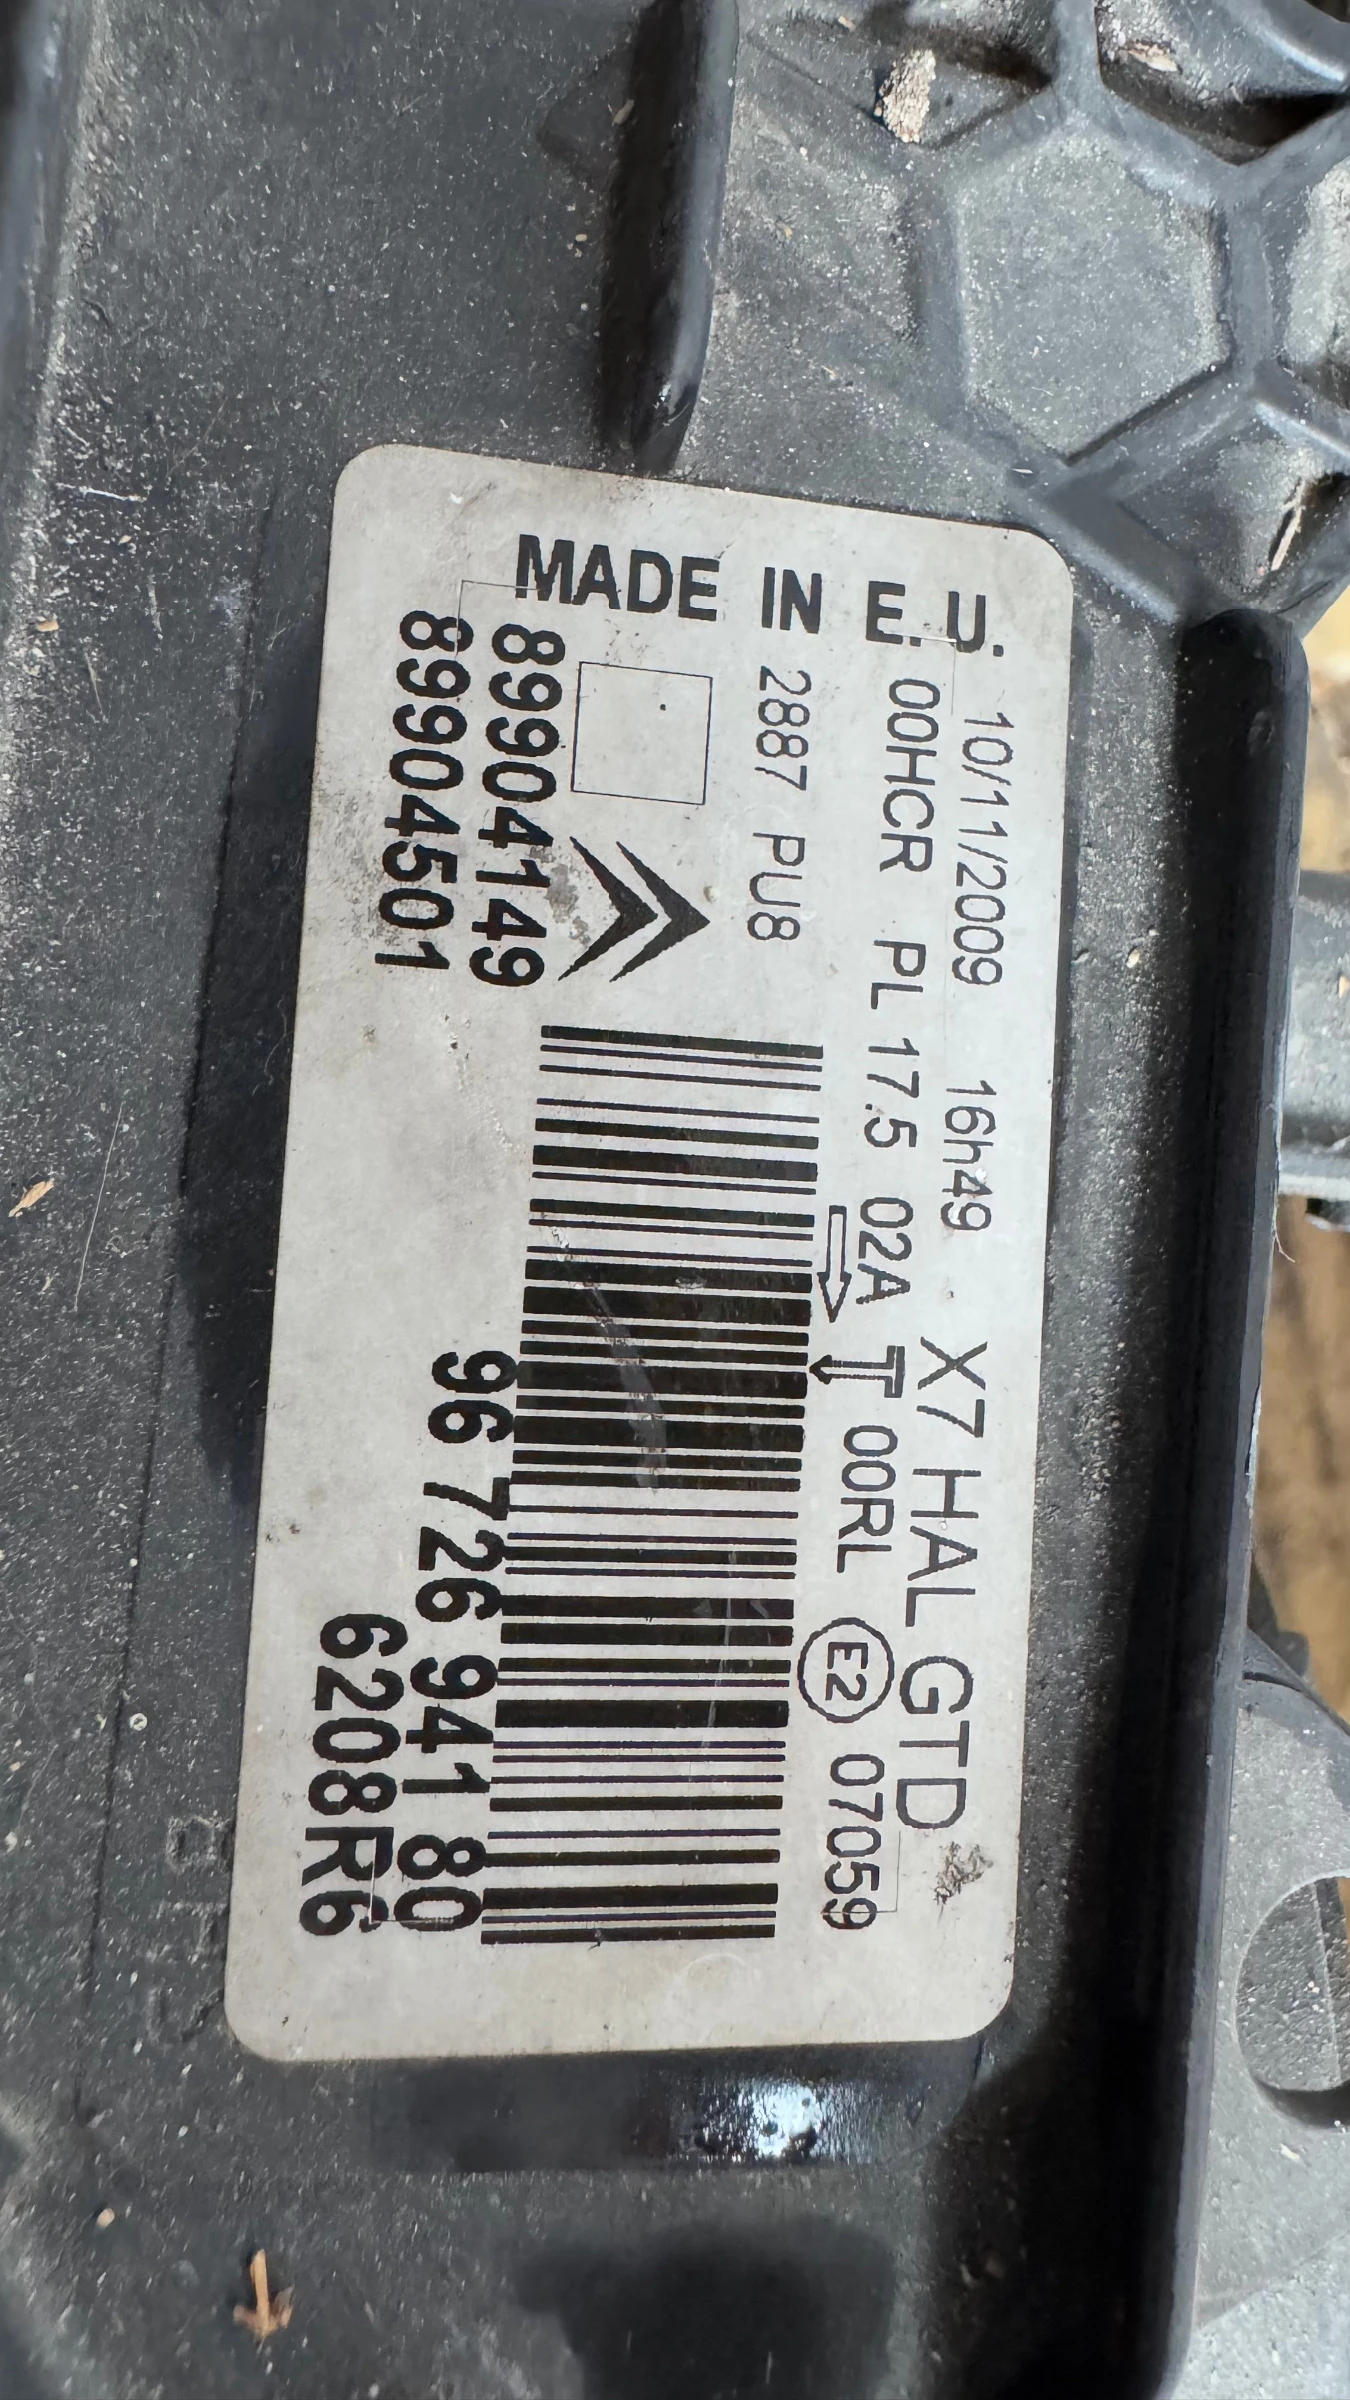 10/11/2009 16h49 X7 HAL GTD
MADE IN E.U. 00HCR PL 17.5 02A 00RL E2 07059
2887 PU8
89904149
89904501
96 726 941 80
6208R6